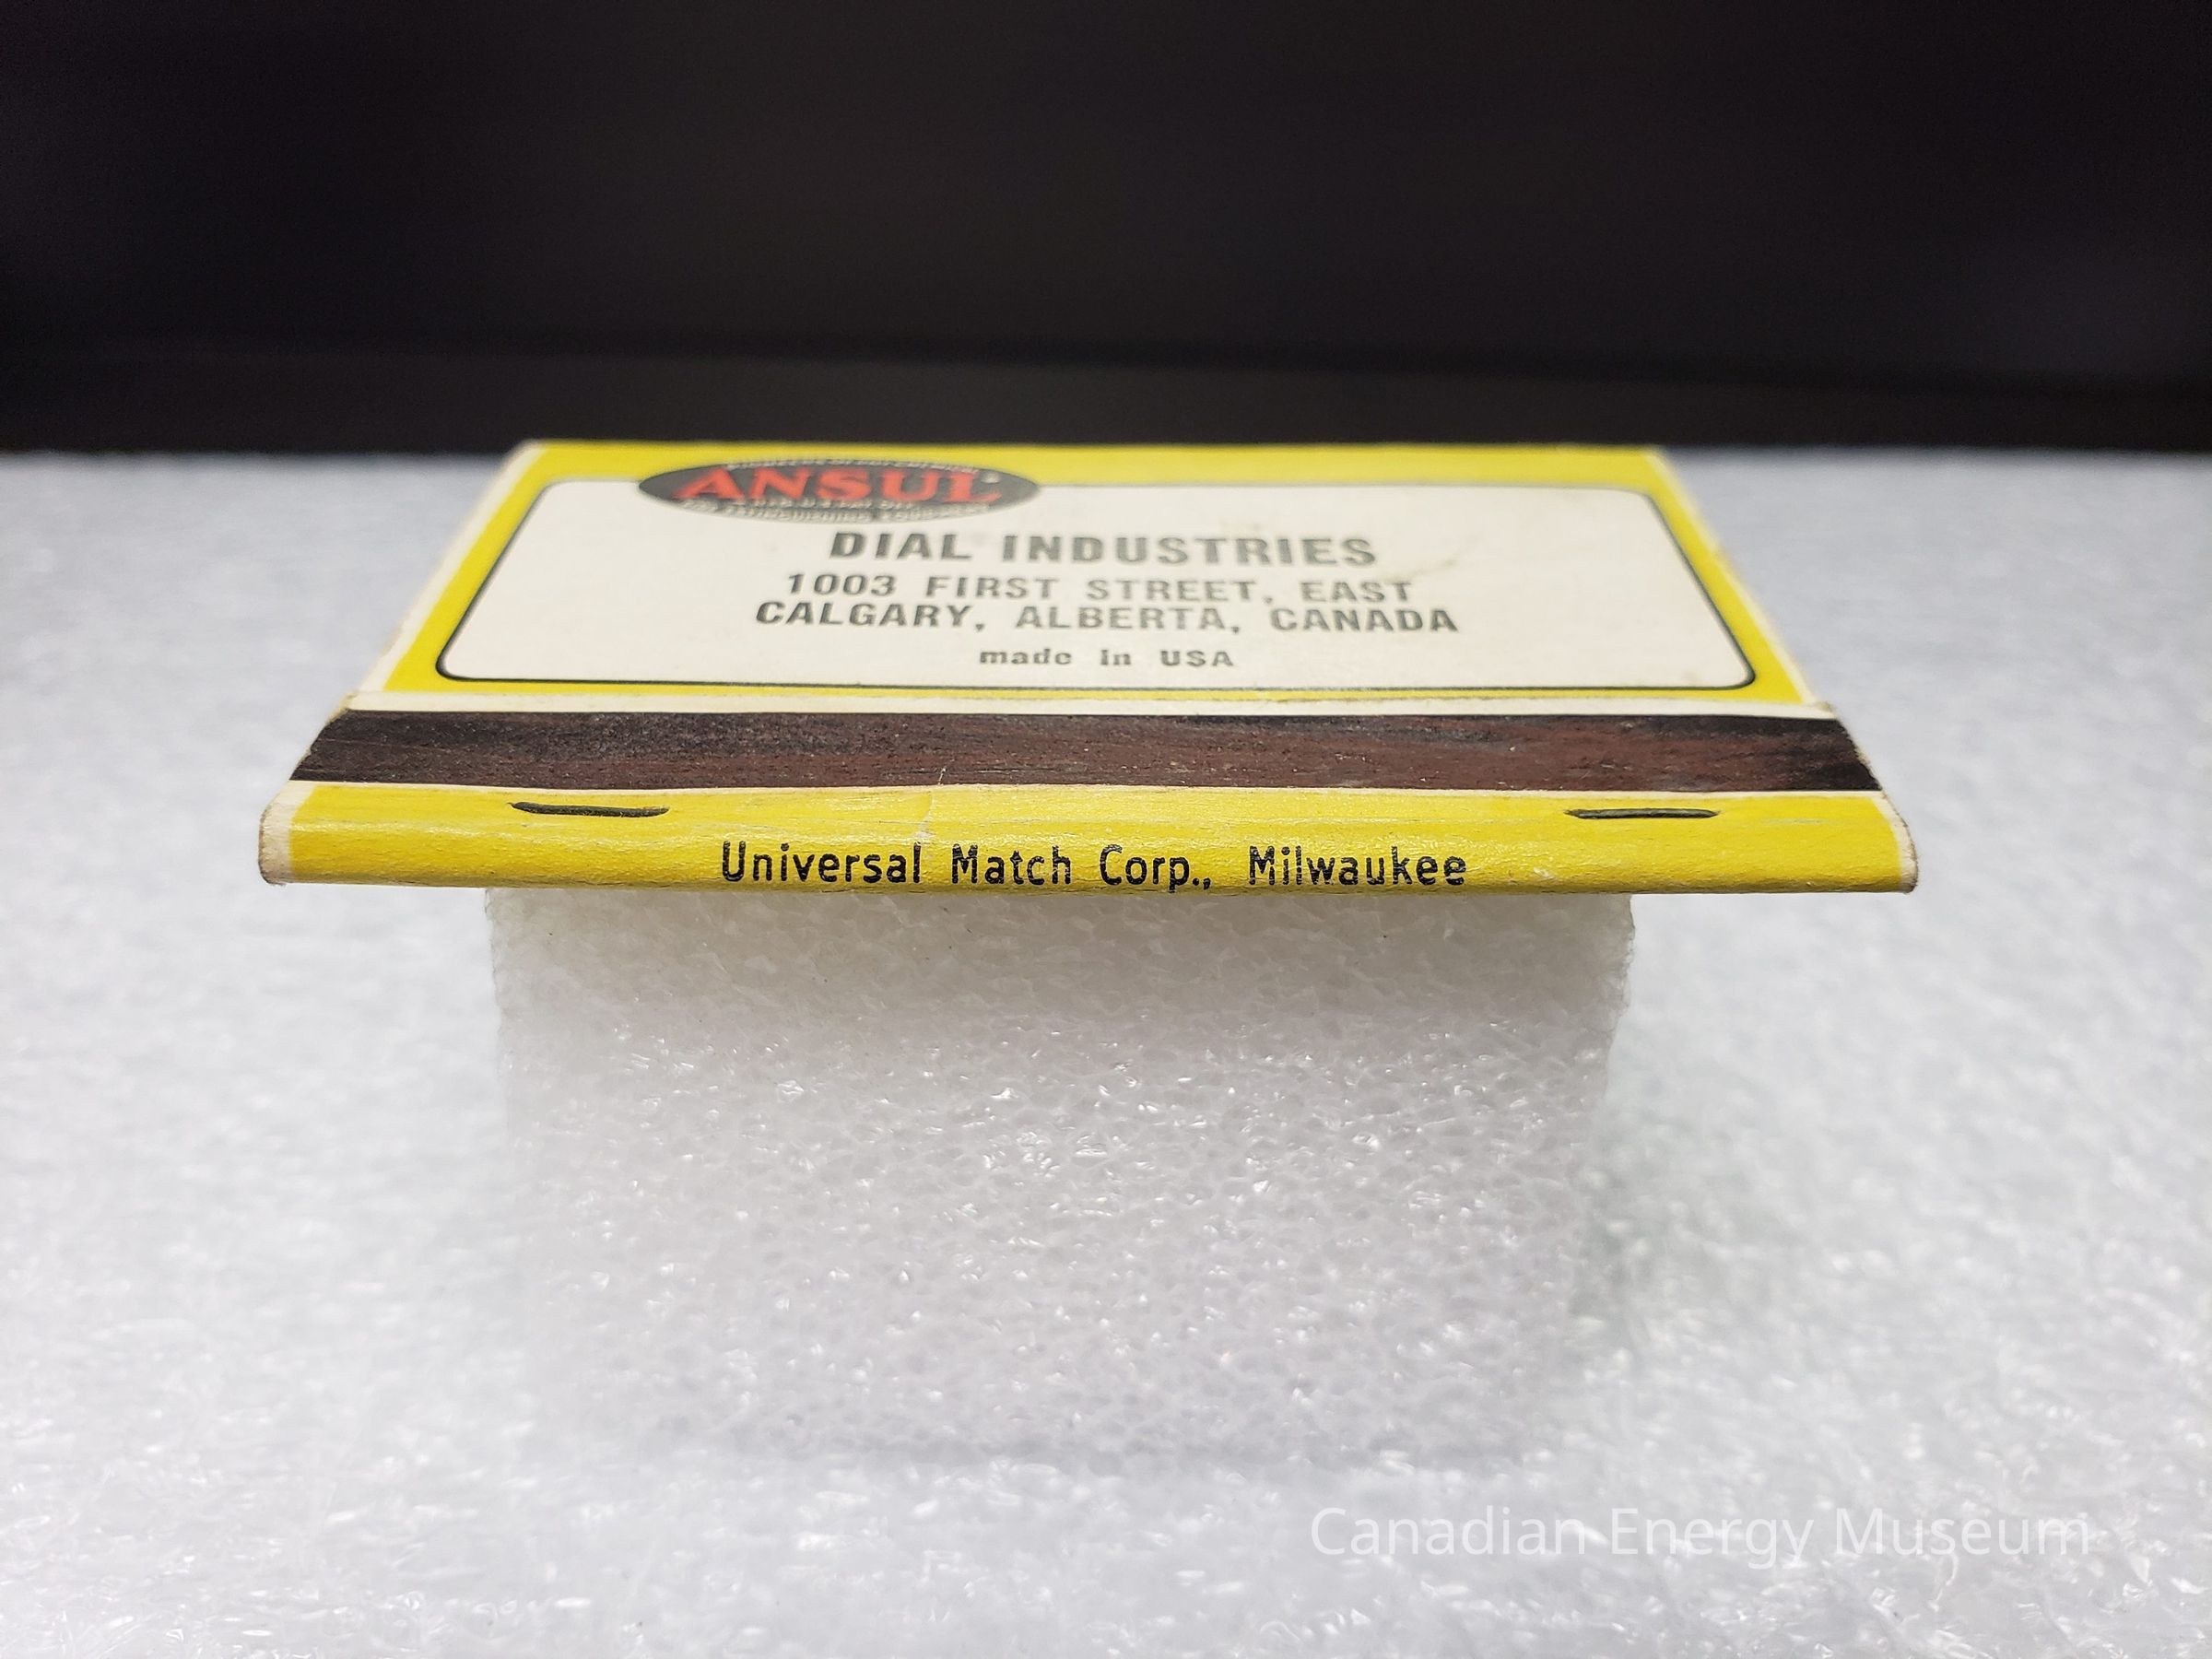 ANSUL
DIAL INDUSTRIES
1003 FIRST STREET, EAST
CALGARY, ALBERTA, CANADA
made in USA
Universal Match Corp., Milwaukee
Canadian Energy Museum